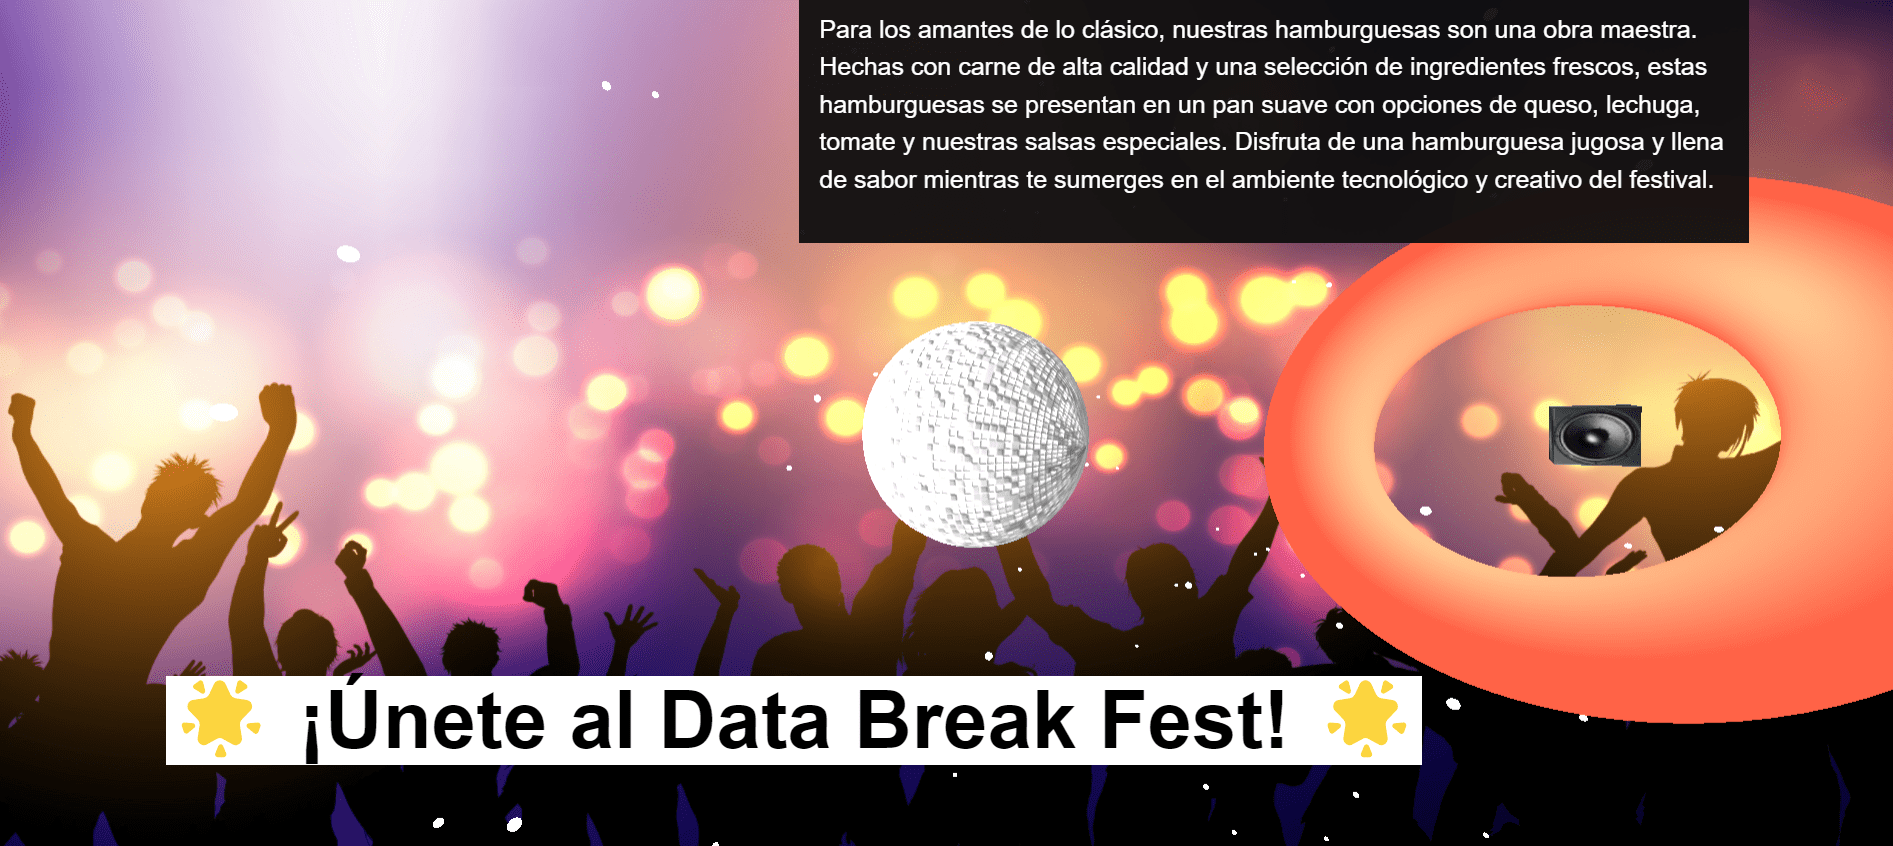 Para los amantes de lo clásico, nuestras hamburguesas son una obra maestra.
Hechas con carne de alta calidad y una selección de ingredientes frescos, estas
hamburguesas se presentan en un pan suave con opciones de queso, lechuga,
tomate y nuestras salsas especiales. Disfruta de una hamburguesa jugosa y llena
de sabor mientras te sumerges en el ambiente tecnológico y creativo del festival.
🌟 ¡Únete al Data Break Fest! 🌟